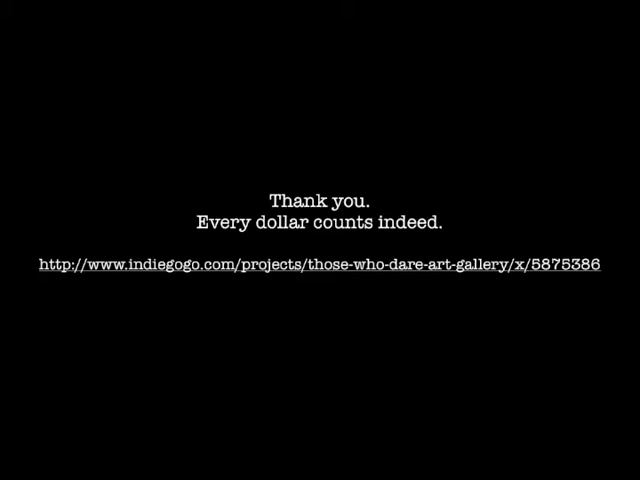 Thank you.
Every dollar counts indeed.
http://www.indiegogo.com/projects/those-who-dare-art-gallery/x/5875386